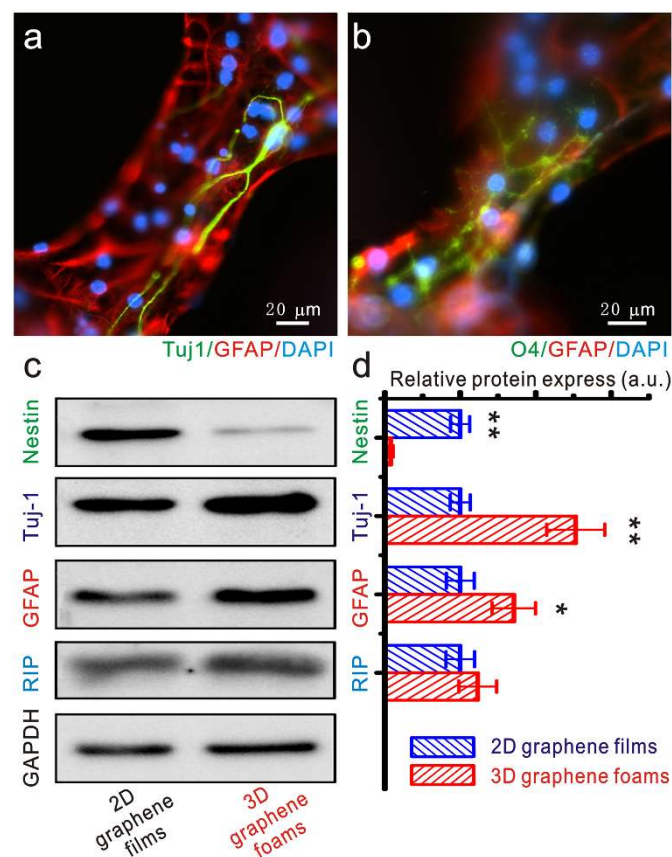 a
b
20 μm
20 μm
Tuj1/GFAP/DAPI
O4/GFAP/DAPI
c
d
Relative protein express (a.u.)
Nestin
Tuj-1
GFAP
RIP
GAPDH
2D
graphene
films
3D
graphene
foams
Nestin
**
Tuj-1
**
GFAP
*
RIP
2D graphene films
3D graphene foams